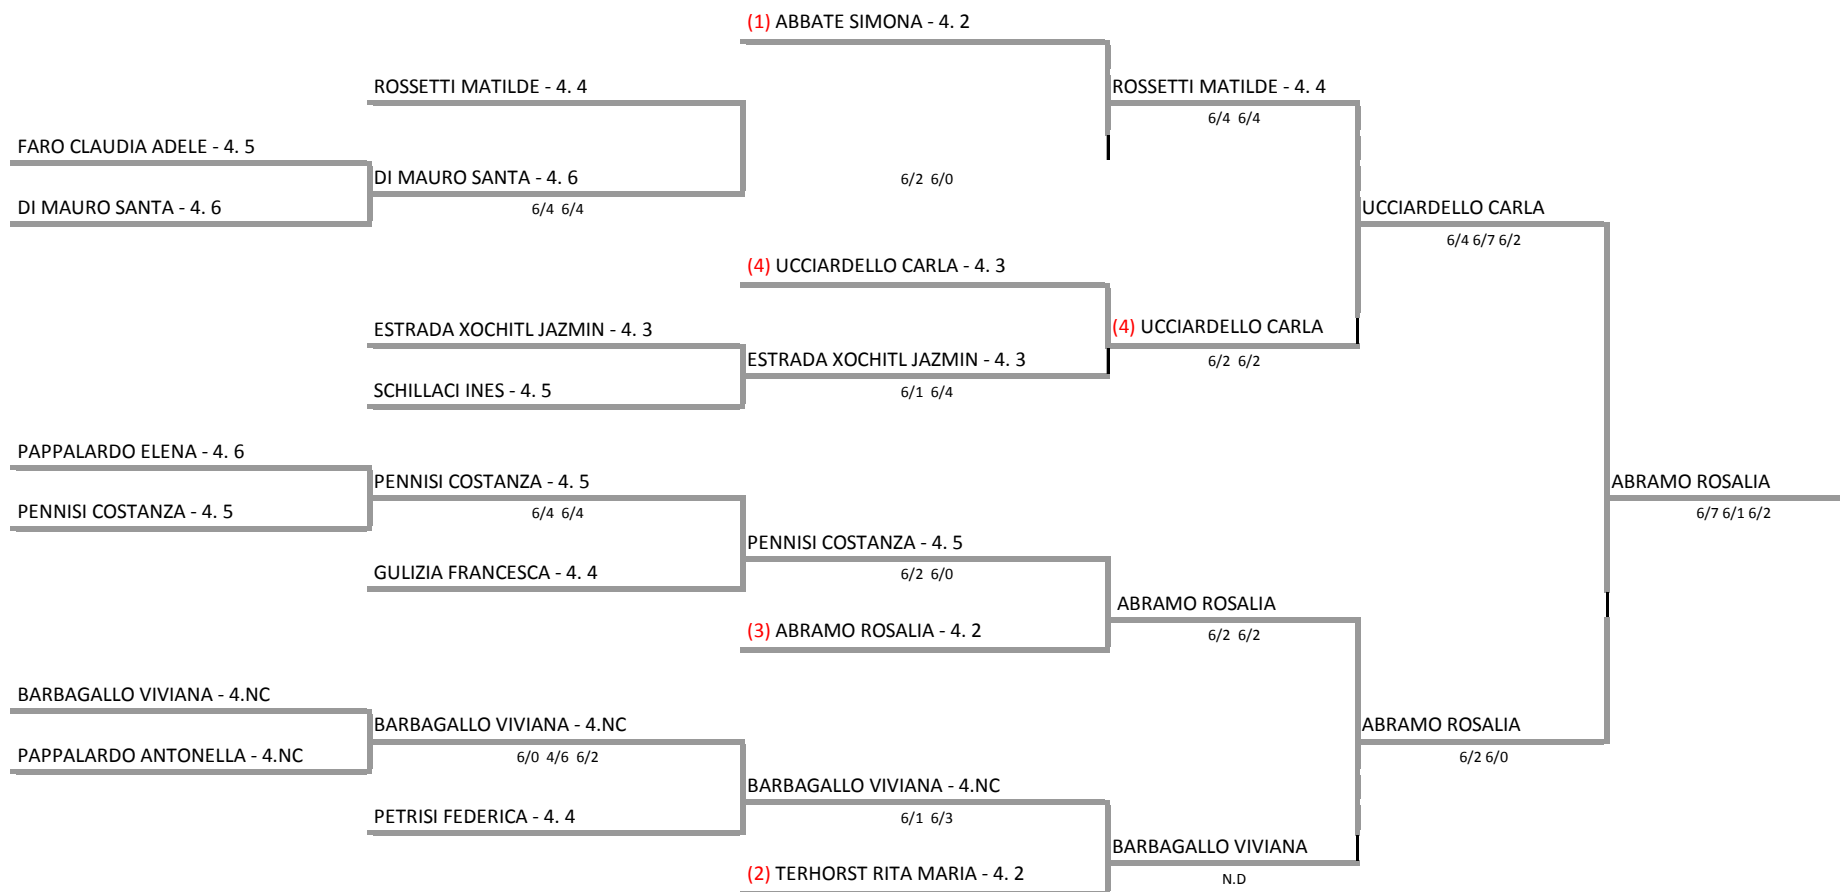 (1) ABBATE SIMONA - 4. 2
ROSSETTI MATILDE - 4. 4
ROSSETTI MATILDE - 4. 4
6/4 6/4
FARO CLAUDIA ADELE - 4. 5
DI MAURO SANTA - 4. 6
6/2 6/0
DI MAURO SANTA - 4. 6
6/4 6/4
UCCIARDELLO CARLA
6/4 6/7 6/2
(4) UCCIARDELLO CARLA - 4. 3
ESTRADA XOCHITL JAZMIN - 4. 3
(4) UCCIARDELLO CARLA
6/2 6/2
ESTRADA XOCHITL JAZMIN - 4. 3
6/1 6/4
SCHILLACI INES - 4. 5
PAPPALARDO ELENA - 4. 6
PENNISI COSTANZA - 4. 5
6/4 6/4
ABRAMO ROSALIA
6/7 6/1 6/2
PENNISI COSTANZA - 4. 5
PENNISI COSTANZA - 4. 5
6/2 6/0
GULIZIA FRANCESCA - 4. 4
ABRAMO ROSALIA
6/2 6/2
(3) ABRAMO ROSALIA - 4. 2
BARBAGALLO VIVIANA - 4.NC
BARBAGALLO VIVIANA - 4.NC
6/0 4/6 6/2
ABRAMO ROSALIA
6/2 6/0
PAPPALARDO ANTONELLA - 4.NC
BARBAGALLO VIVIANA - 4.NC
6/1 6/3
PETRISI FEDERICA - 4. 4
BARBAGALLO VIVIANA
N.D
(2) TERHORST RITA MARIA - 4. 2